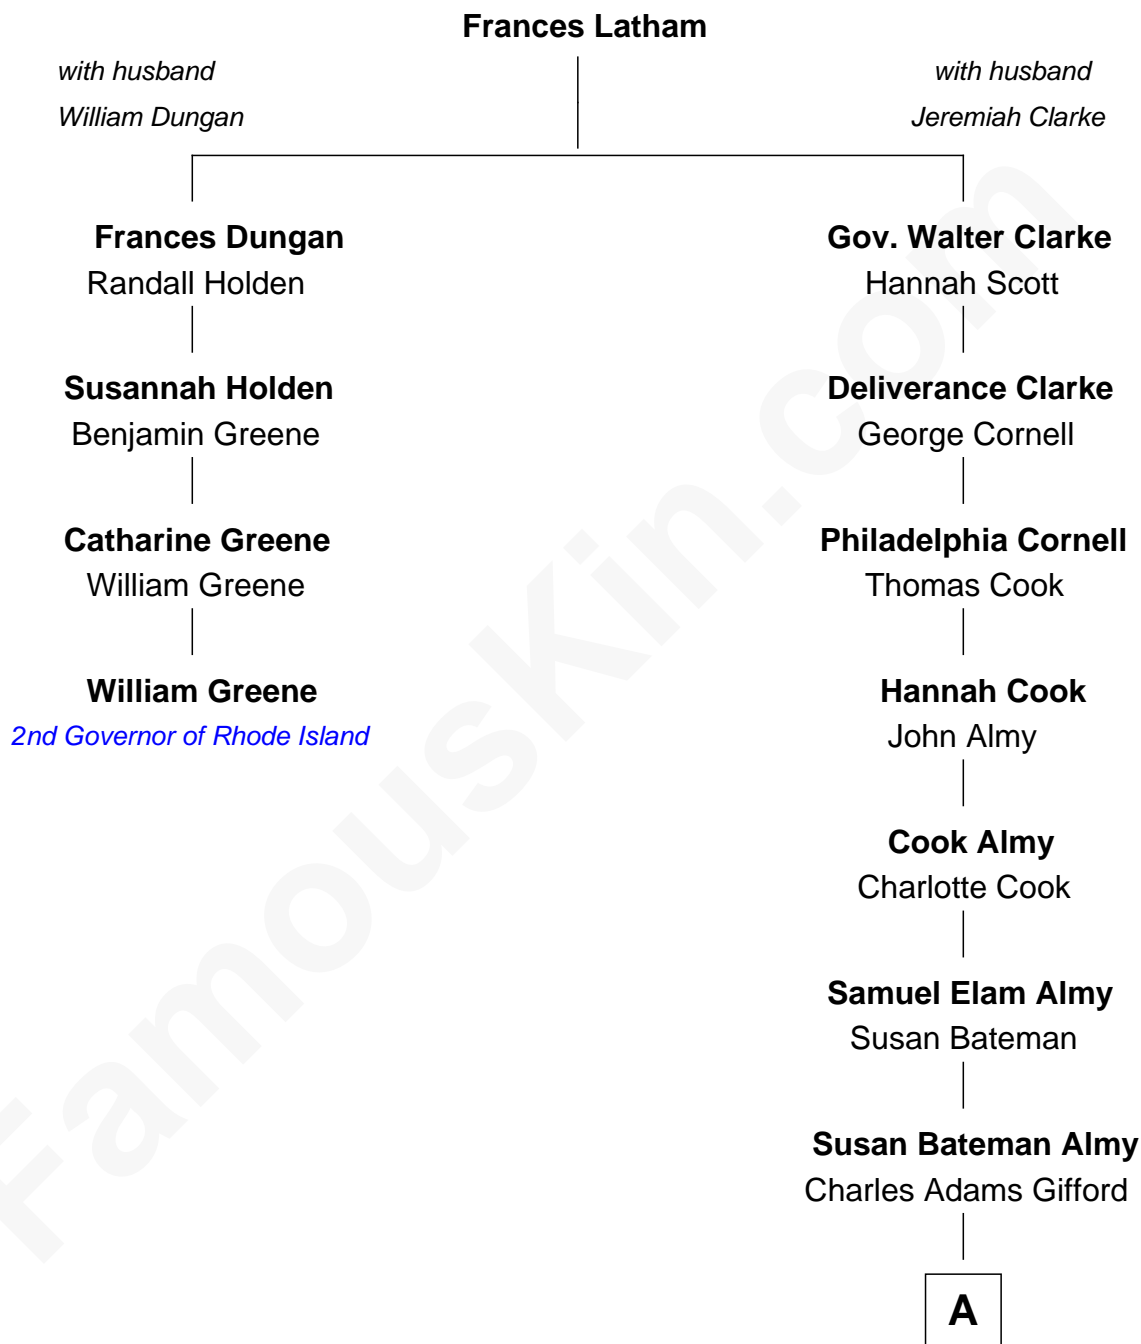 Frances Latham
with husband
William Dungan
with husband
Jeremiah Clarke
Frances Dungan
Randall Holden
Gov. Walter Clarke
Hannah Scott
Susannah Holden
Benjamin Greene
Deliverance Clarke
George Cornell
Catharine Greene
William Greene
Philadelphia Cornell
Thomas Cook
William Greene
2nd Governor of Rhode Island
Hannah Cook
John Almy
Cook Almy
Charlotte Cook
Samuel Elam Almy
Susan Bateman
Susan Bateman Almy
Charles Adams Gifford
A
FamousKin.com